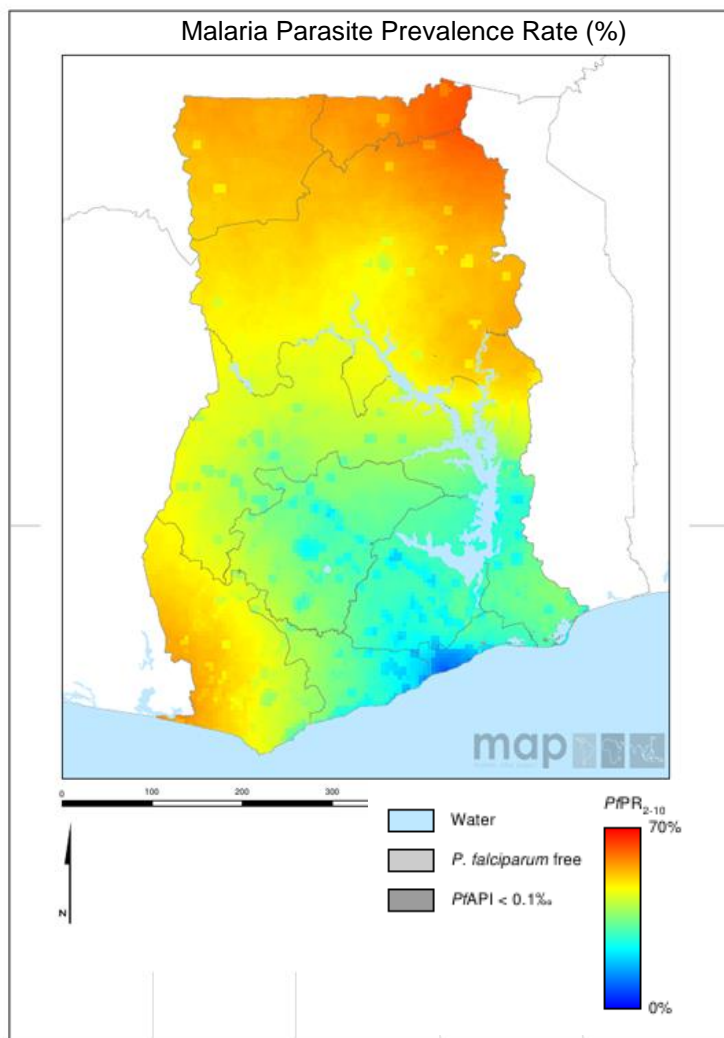 Malaria Parasite Prevalence Rate (%)
map
0 100 200 300
N
Water
P. falciparum free
PfAPI < 0.1‰
PfPR2-10
70%
0%